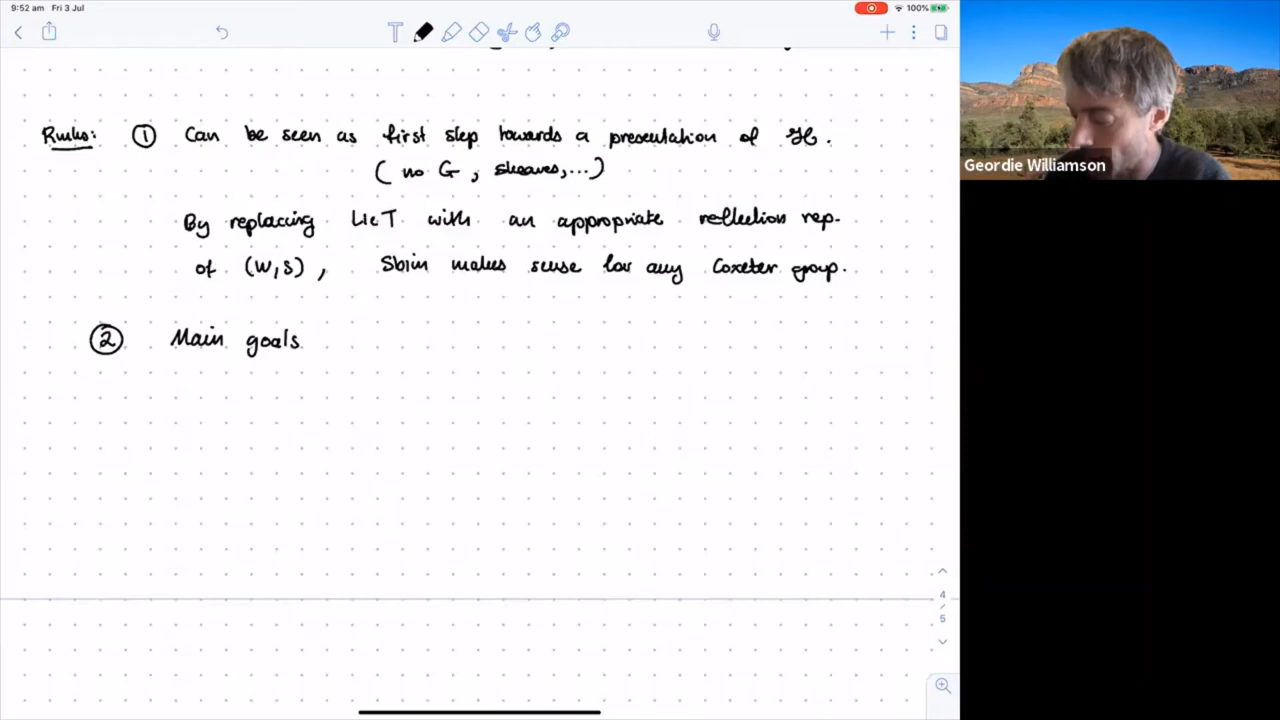 9:52 am Fri 3 Jul
100%
Rmks: ① Can be seen as first step towards a presentation of ℋ.
( no G, sheaves,...)
By replacing Lie T with an appropriate reflection rep.
of (W,S), Sbim makes sense for any Coxeter group.
② Main goals
Geordie Williamson
4
/
5